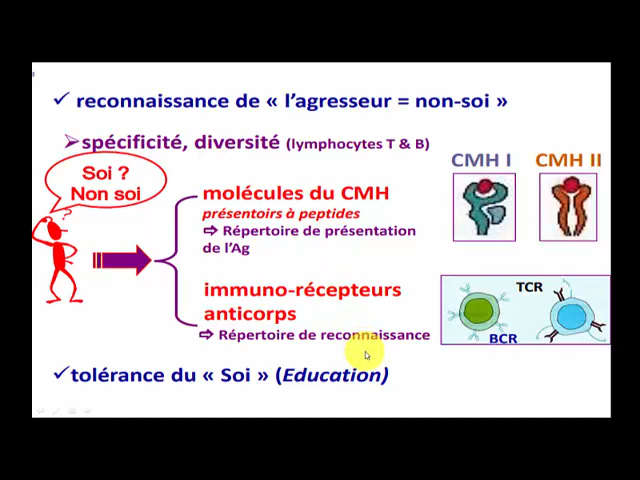 ✓ reconnaissance de « l'agresseur = non-soi »
➢spécificité, diversité (lymphocytes T & B)
Soi ?
Non soi
?
?
molécules du CMH
présentoirs à peptides
⇨ Répertoire de présentation
de l'Ag
CMH I
CMH II
immuno-récepteurs
anticorps
⇨ Répertoire de reconnaissance
TCR
BCR
✓tolérance du « Soi » (Education)